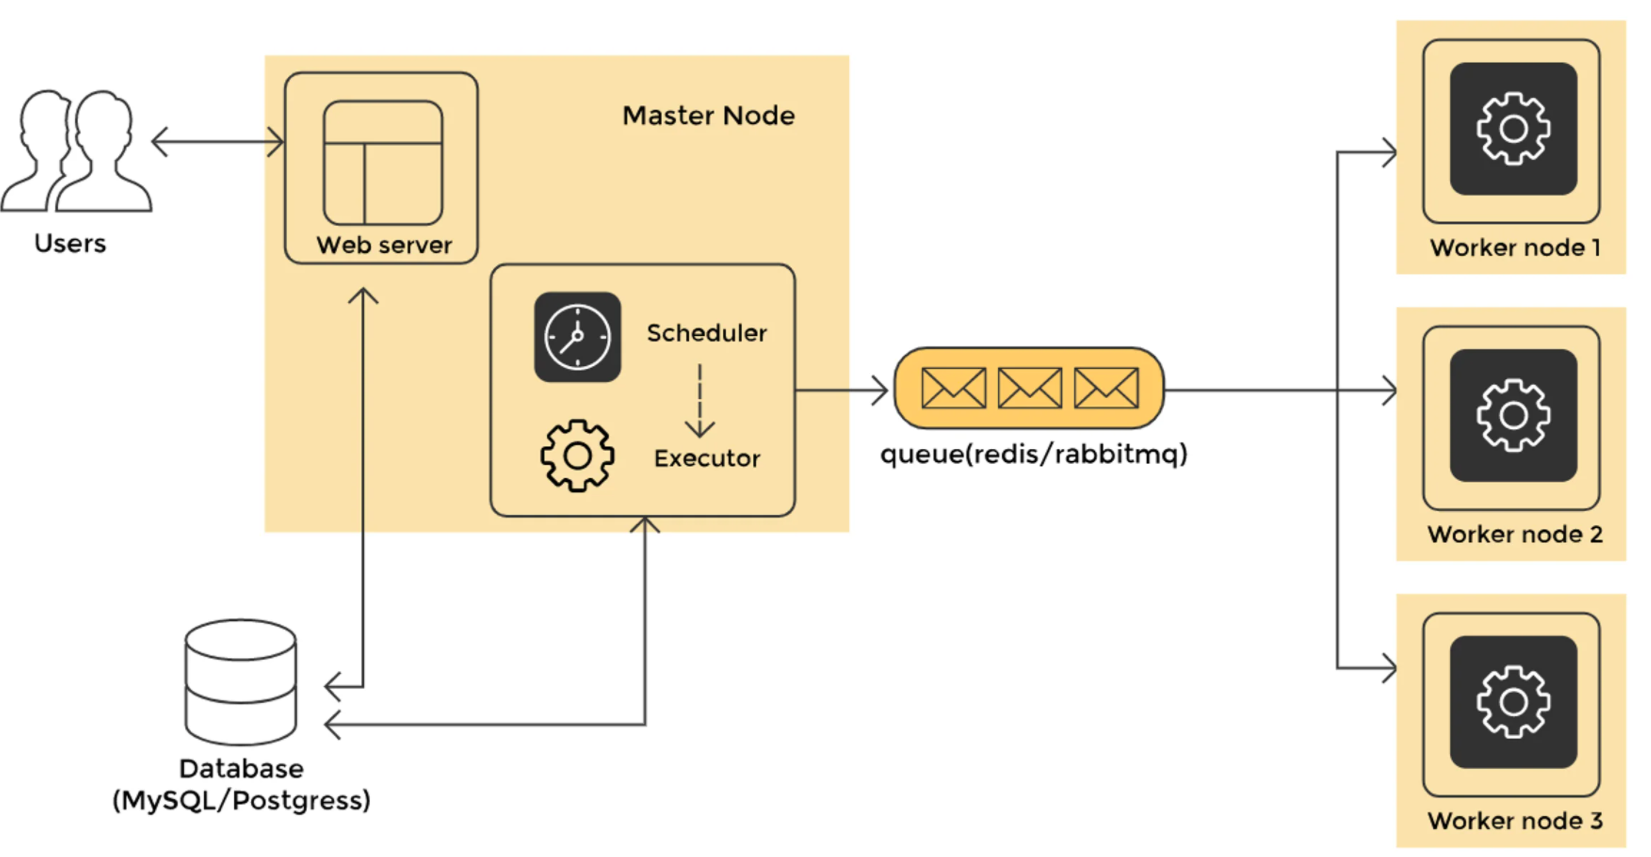 Master Node
Users
Web server
Scheduler
Executor
queue(redis/rabbitmq)
Worker node 1
Worker node 2
Worker node 3
Database
(MySQL/Postgress)